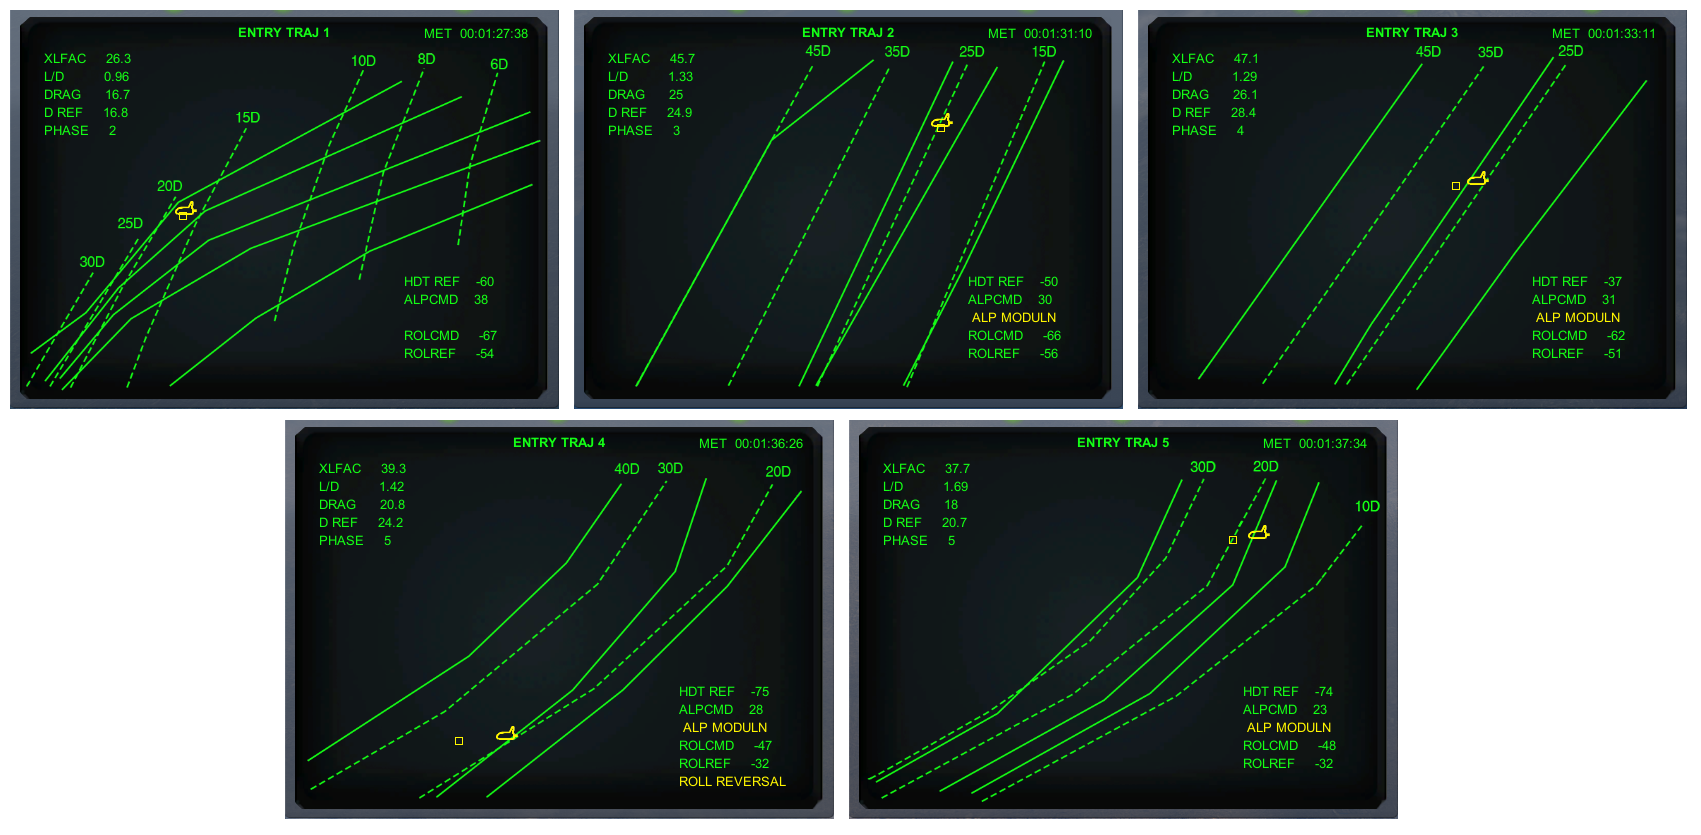 ENTRY TRAJ 1
MET 00:01:27:38
XLFAC 26.3
L/D 0.96
DRAG 16.7
D REF 16.8
PHASE 2
10D
8D
6D
15D
20D
25D
30D
HDT REF -60
ALPCMD 38
ROLCMD -67
ROLREF -54
ENTRY TRAJ 2
MET 00:01:31:10
45D
35D
25D
15D
XLFAC 45.7
L/D 1.33
DRAG 25
D REF 24.9
PHASE 3
HDT REF -50
ALPCMD 30
ALP MODULN
ROLCMD -66
ROLREF -56
ENTRY TRAJ 3
MET 00:01:33:11
45D
35D
25D
XLFAC 47.1
L/D 1.29
DRAG 26.1
D REF 28.4
PHASE 4
HDT REF -37
ALPCMD 31
ALP MODULN
ROLCMD -62
ROLREF -51
ENTRY TRAJ 4
MET 00:01:36:26
40D
30D
20D
XLFAC 39.3
L/D 1.42
DRAG 20.8
D REF 24.2
PHASE 5
HDT REF -75
ALPCMD 28
ALP MODULN
ROLCMD -47
ROLREF -32
ROLL REVERSAL
ENTRY TRAJ 5
MET 00:01:37:34
30D
20D
10D
XLFAC 37.7
L/D 1.69
DRAG 18
D REF 20.7
PHASE 5
HDT REF -74
ALPCMD 23
ALP MODULN
ROLCMD -48
ROLREF -32